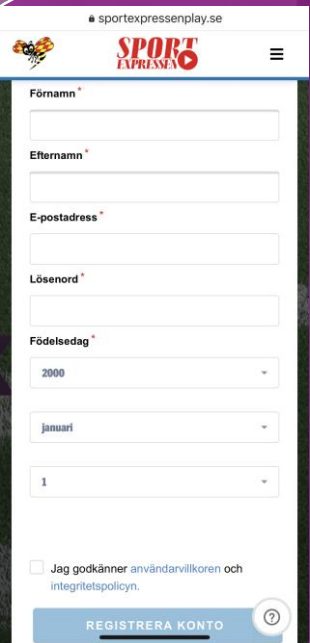 sportexpressenplay.se
SPORT
EXPRESSEN
Förnamn*
Efternamn*
E-postadress*
Lösenord*
Födelsedag*
2000
januari
1
Jag godkänner användarvillkoren och
integritetspolicyn.
REGISTRERA KONTO
?